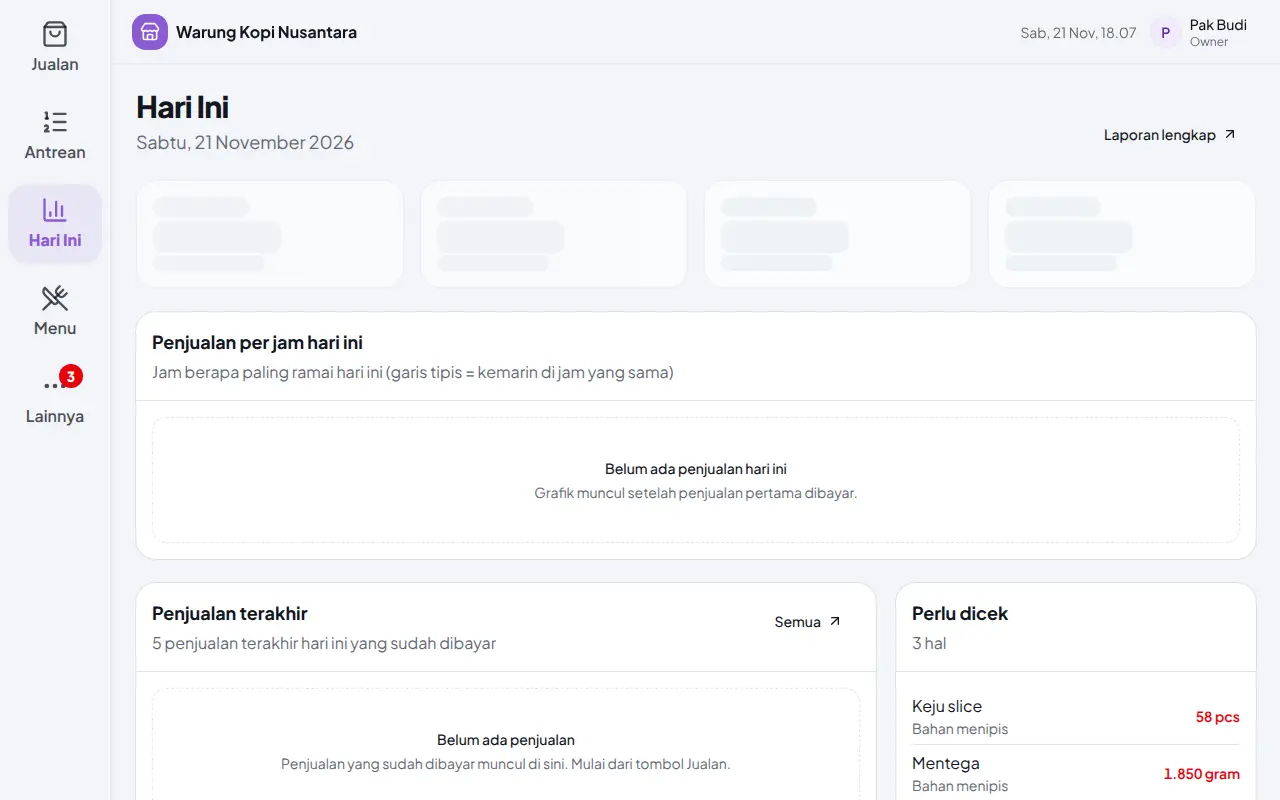 Jualan
Antrean
Hari Ini
Menu
3
Lainnya
Warung Kopi Nusantara
Sab, 21 Nov, 18.07
P
Pak Budi
Owner
Hari Ini
Sabtu, 21 November 2026
Laporan lengkap
Penjualan per jam hari ini
Jam berapa paling ramai hari ini (garis tipis = kemarin di jam yang sama)
Belum ada penjualan hari ini
Grafik muncul setelah penjualan pertama dibayar.
Penjualan terakhir
5 penjualan terakhir hari ini yang sudah dibayar
Semua
Belum ada penjualan
Penjualan yang sudah dibayar muncul di sini. Mulai dari tombol Jualan.
Perlu dicek
3 hal
Keju slice
Bahan menipis
58 pcs
Mentega
Bahan menipis
1.850 gram